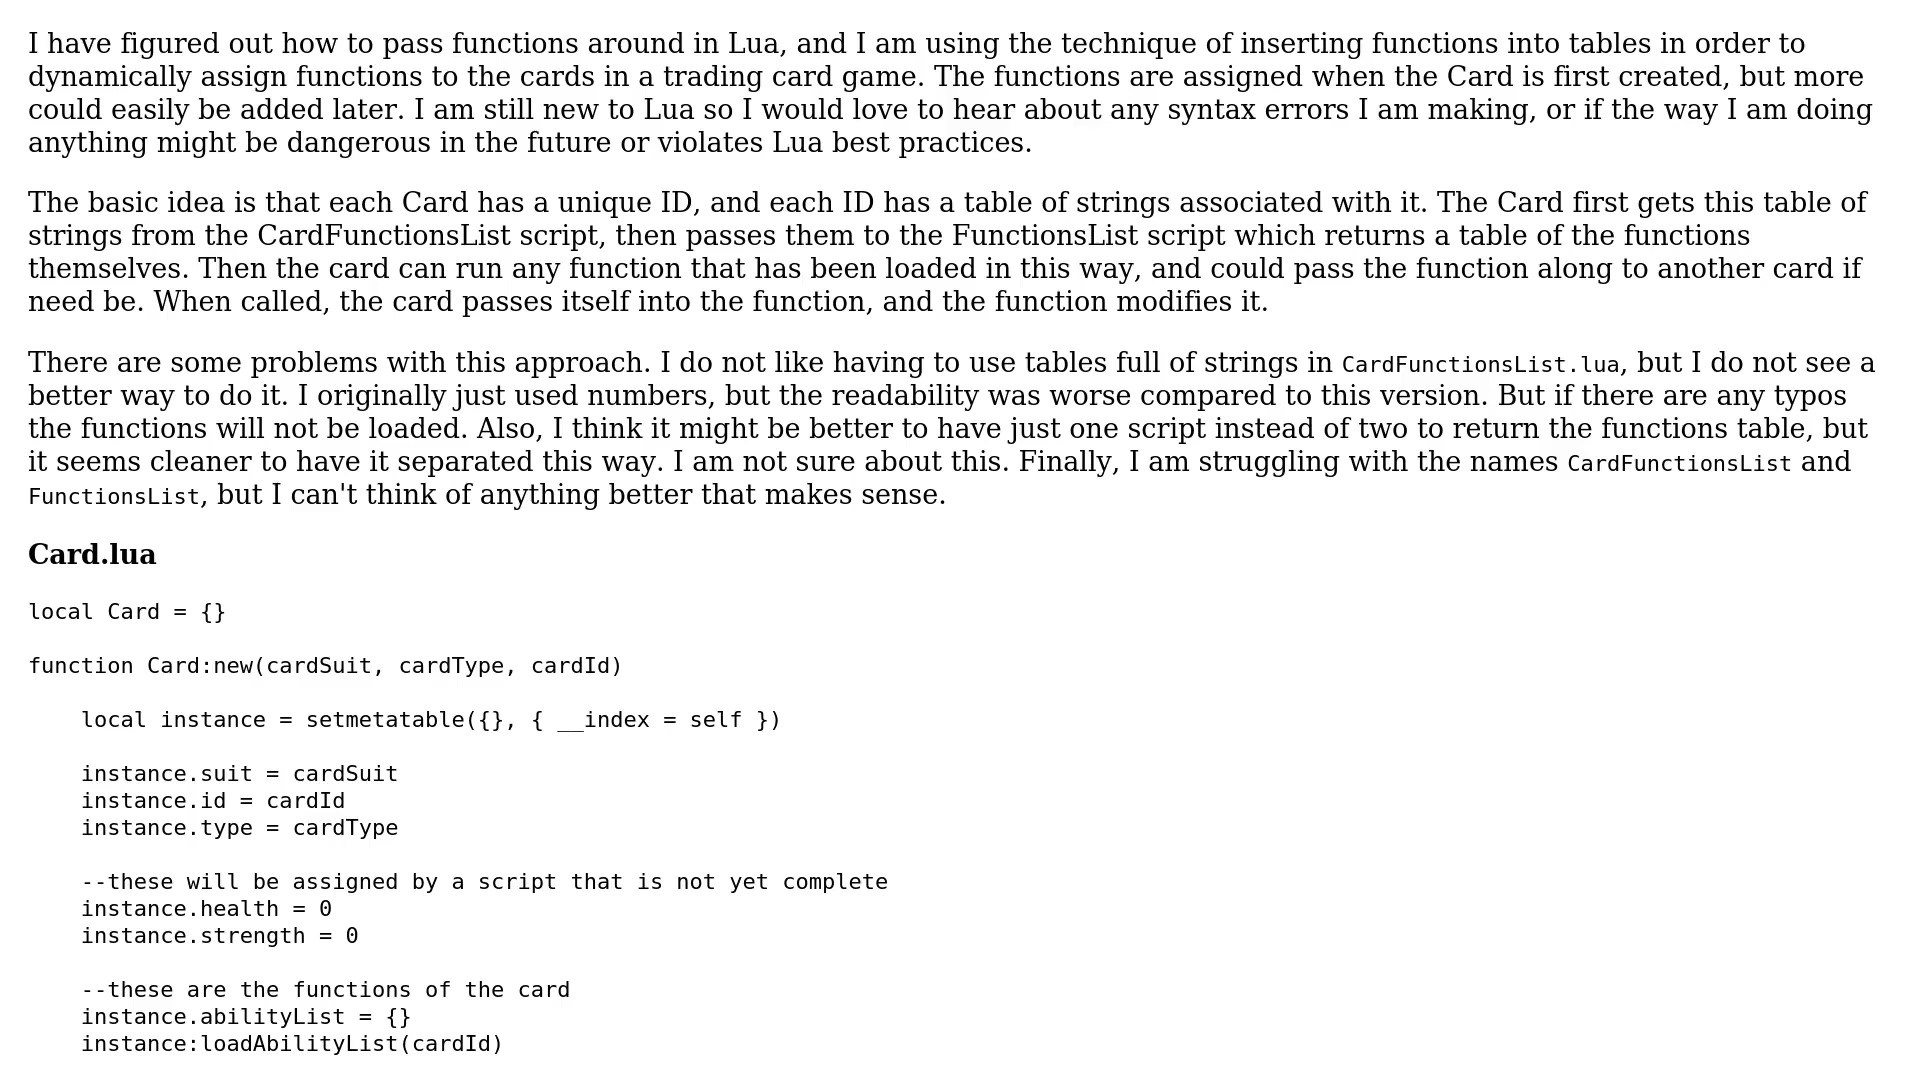 I have figured out how to pass functions around in Lua, and I am using the technique of inserting functions into tables in order to
dynamically assign functions to the cards in a trading card game. The functions are assigned when the Card is first created, but more
could easily be added later. I am still new to Lua so I would love to hear about any syntax errors I am making, or if the way I am doing
anything might be dangerous in the future or violates Lua best practices.
The basic idea is that each Card has a unique ID, and each ID has a table of strings associated with it. The Card first gets this table of
strings from the CardFunctionsList script, then passes them to the FunctionsList script which returns a table of the functions
themselves. Then the card can run any function that has been loaded in this way, and could pass the function along to another card if
need be. When called, the card passes itself into the function, and the function modifies it.
There are some problems with this approach. I do not like having to use tables full of strings in CardFunctionsList.lua, but I do not see a
better way to do it. I originally just used numbers, but the readability was worse compared to this version. But if there are any typos
the functions will not be loaded. Also, I think it might be better to have just one script instead of two to return the functions table, but
it seems cleaner to have it separated this way. I am not sure about this. Finally, I am struggling with the names CardFunctionsList and
FunctionsList, but I can't think of anything better that makes sense.
Card.lua
local Card = {}
function Card:new(cardSuit, cardType, cardId)
    local instance = setmetatable({}, { __index = self })
    instance.suit = cardSuit
    instance.id = cardId
    instance.type = cardType
    --these will be assigned by a script that is not yet complete
    instance.health = 0
    instance.strength = 0
    --these are the functions of the card
    instance.abilityList = {}
    instance:loadAbilityList(cardId)